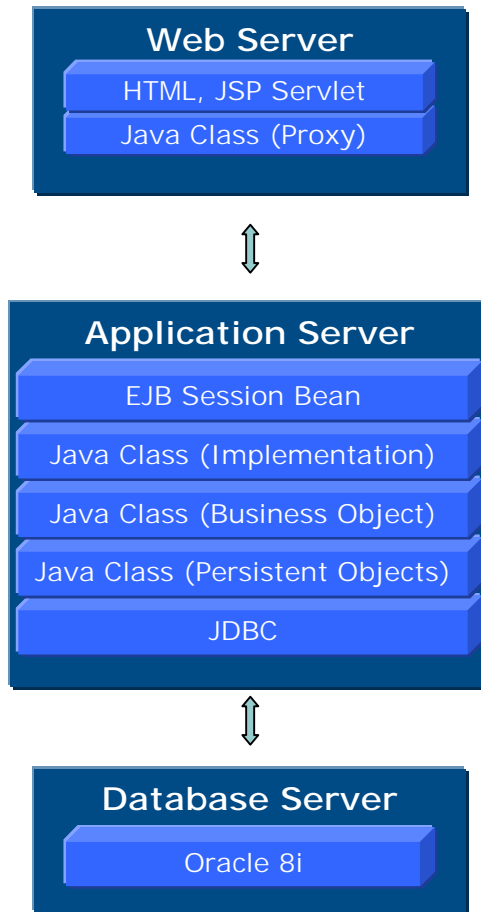 Web Server
HTML, JSP Servlet
Java Class (Proxy)
Application Server
EJB Session Bean
Java Class (Implementation)
Java Class (Business Object)
Java Class (Persistent Objects)
JDBC
Database Server
Oracle 8i